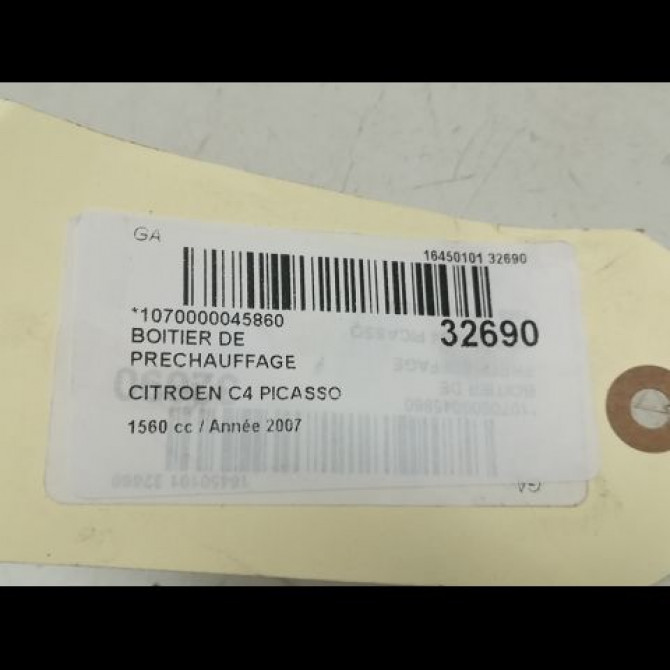 GA
16450101 32690
*1070000045860
32690
BOITIER DE
PRECHAUFFAGE
CITROEN C4 PICASSO
1560 cc / Année 2007